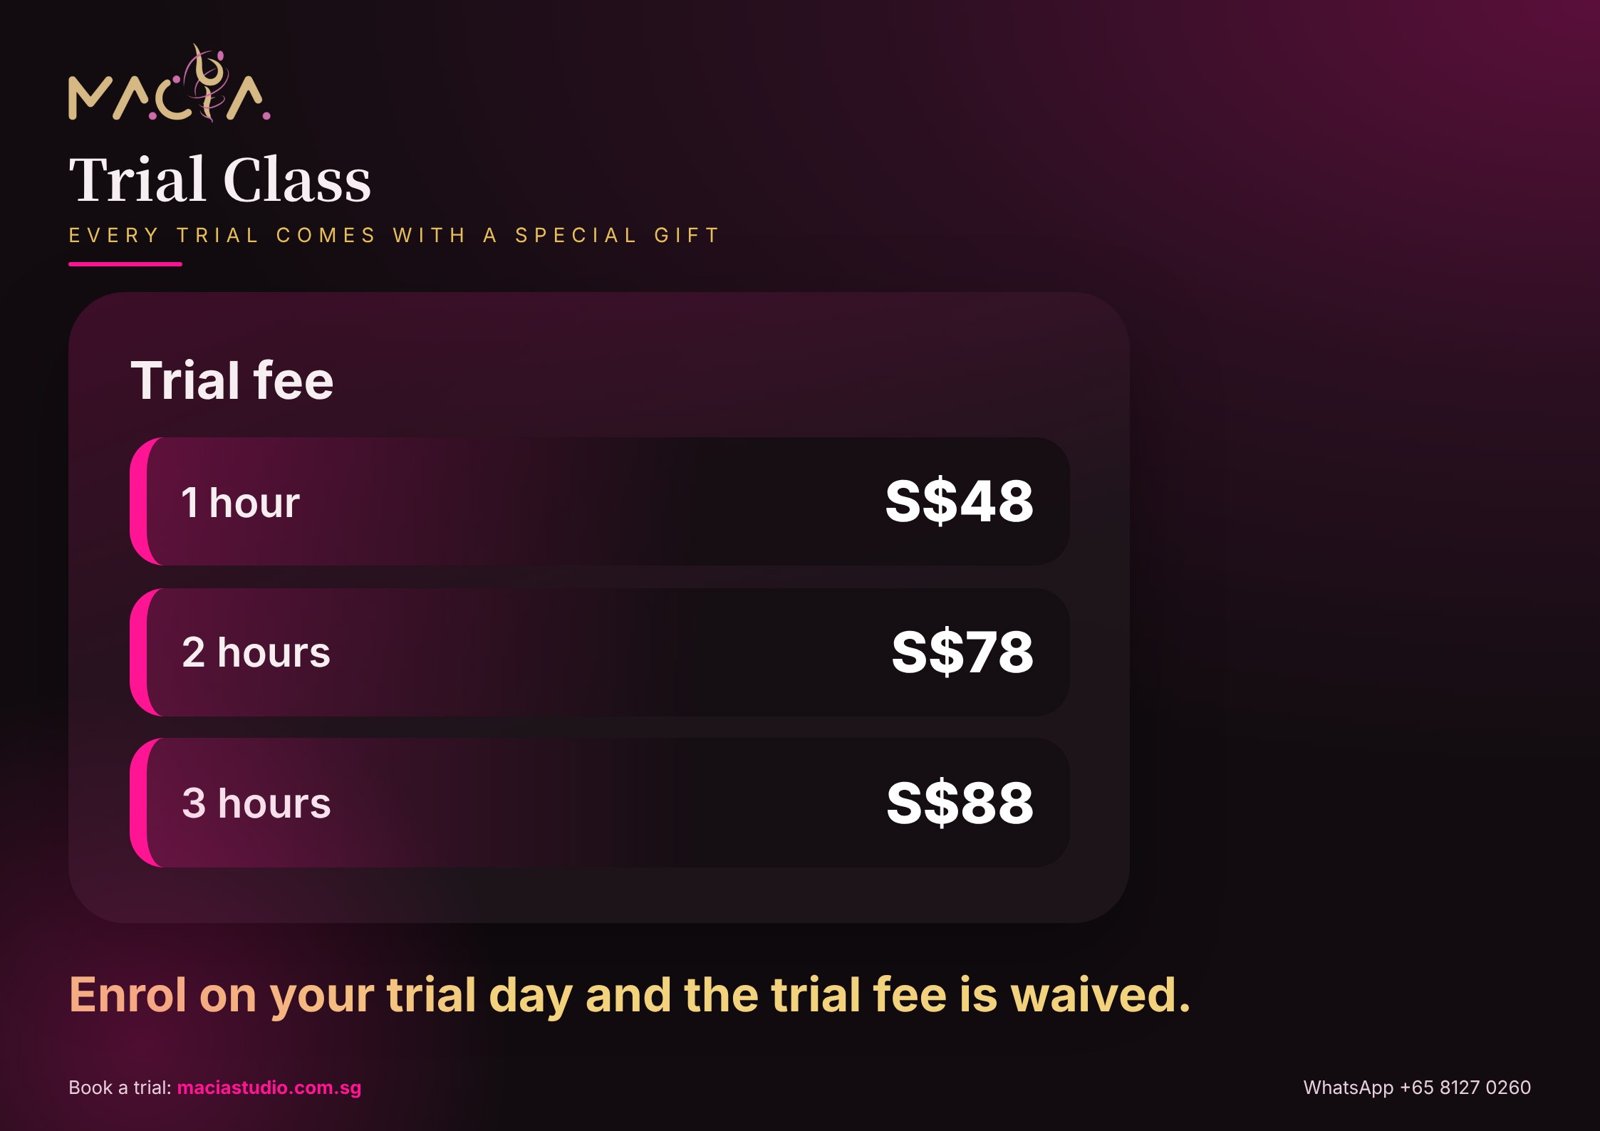 MACIA
Trial Class
EVERY TRIAL COMES WITH A SPECIAL GIFT
Trial fee
1 hour S$48
2 hours S$78
3 hours S$88
Enrol on your trial day and the trial fee is waived.
Book a trial: maciastudio.com.sg
WhatsApp +65 8127 0260